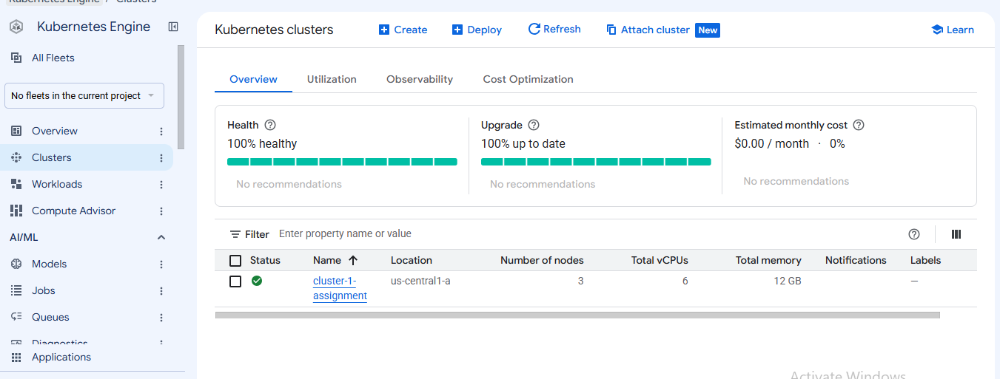 Kubernetes Engine / Clusters
Kubernetes Engine
All Fleets
No fleets in the current project
Overview
Clusters
Workloads
Compute Advisor
AI/ML
Models
Jobs
Queues
Diagnostics
Applications
Kubernetes clusters
Create
Deploy
Refresh
Attach cluster New
Learn
Overview Utilization Observability Cost Optimization
Health
100% healthy
No recommendations
Upgrade
100% up to date
No recommendations
Estimated monthly cost
$0.00 / month · 0%
No recommendations
Filter Enter property name or value
Status Name Location Number of nodes Total vCPUs Total memory Notifications Labels
cluster-1- us-central1-a 3 6 12 GB —
assignment
Activate Windows